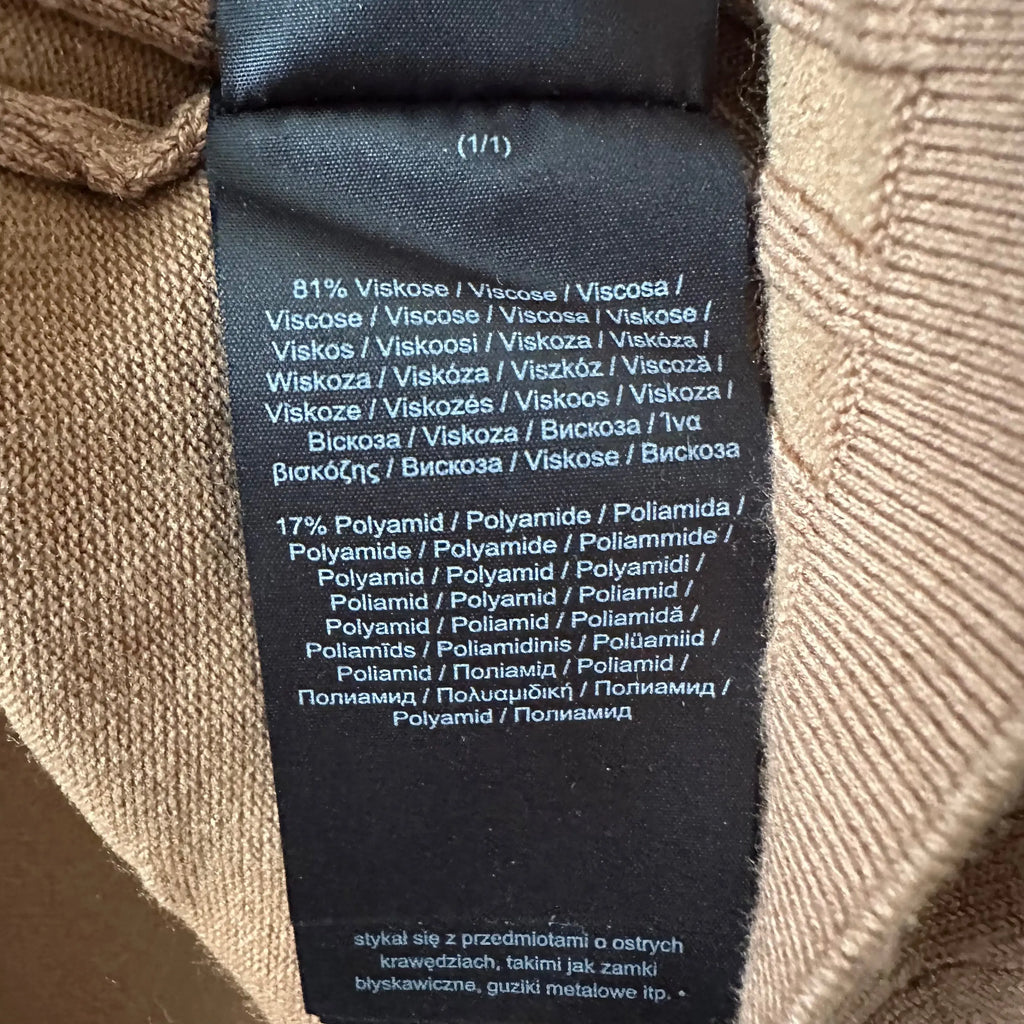 (1/1)
81% Viskose / Viscose / Viscosa /
Viscose / Viscose / Viscosa / Viskose /
Viskos / Viskoosi / Viskoza / Viskóza /
Wiskoza / Viskóza / Viszkóz / Viscoză /
Viskoze / Viskozės / Viskoos / Viskoza /
Віскоза / Viskoza / Вискоза / Ίνα
βισκόζης / Вискоза / Viskose / Вискоза
17% Polyamid / Polyamide / Poliamida /
Polyamide / Polyamide / Poliammide /
Polyamid / Polyamid / Polyamidi /
Poliamid / Polyamid / Poliamid /
Polyamid / Poliamid / Poliamidă /
Poliamīds / Poliamidinis / Polüamiid /
Poliamid / Поліамід / Poliamid /
Полиамид / Πολυαμιδική / Полиамид /
Polyamid / Полиамид
stykał się z przedmiotami o ostrych
krawędziach, takimi jak zamki
błyskawiczne, guziki metalowe itp. •